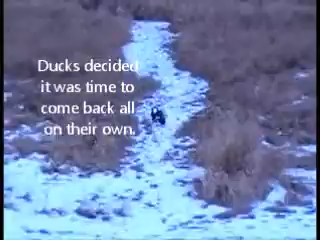 Ducks decided
it was time to
come back all
on their own.